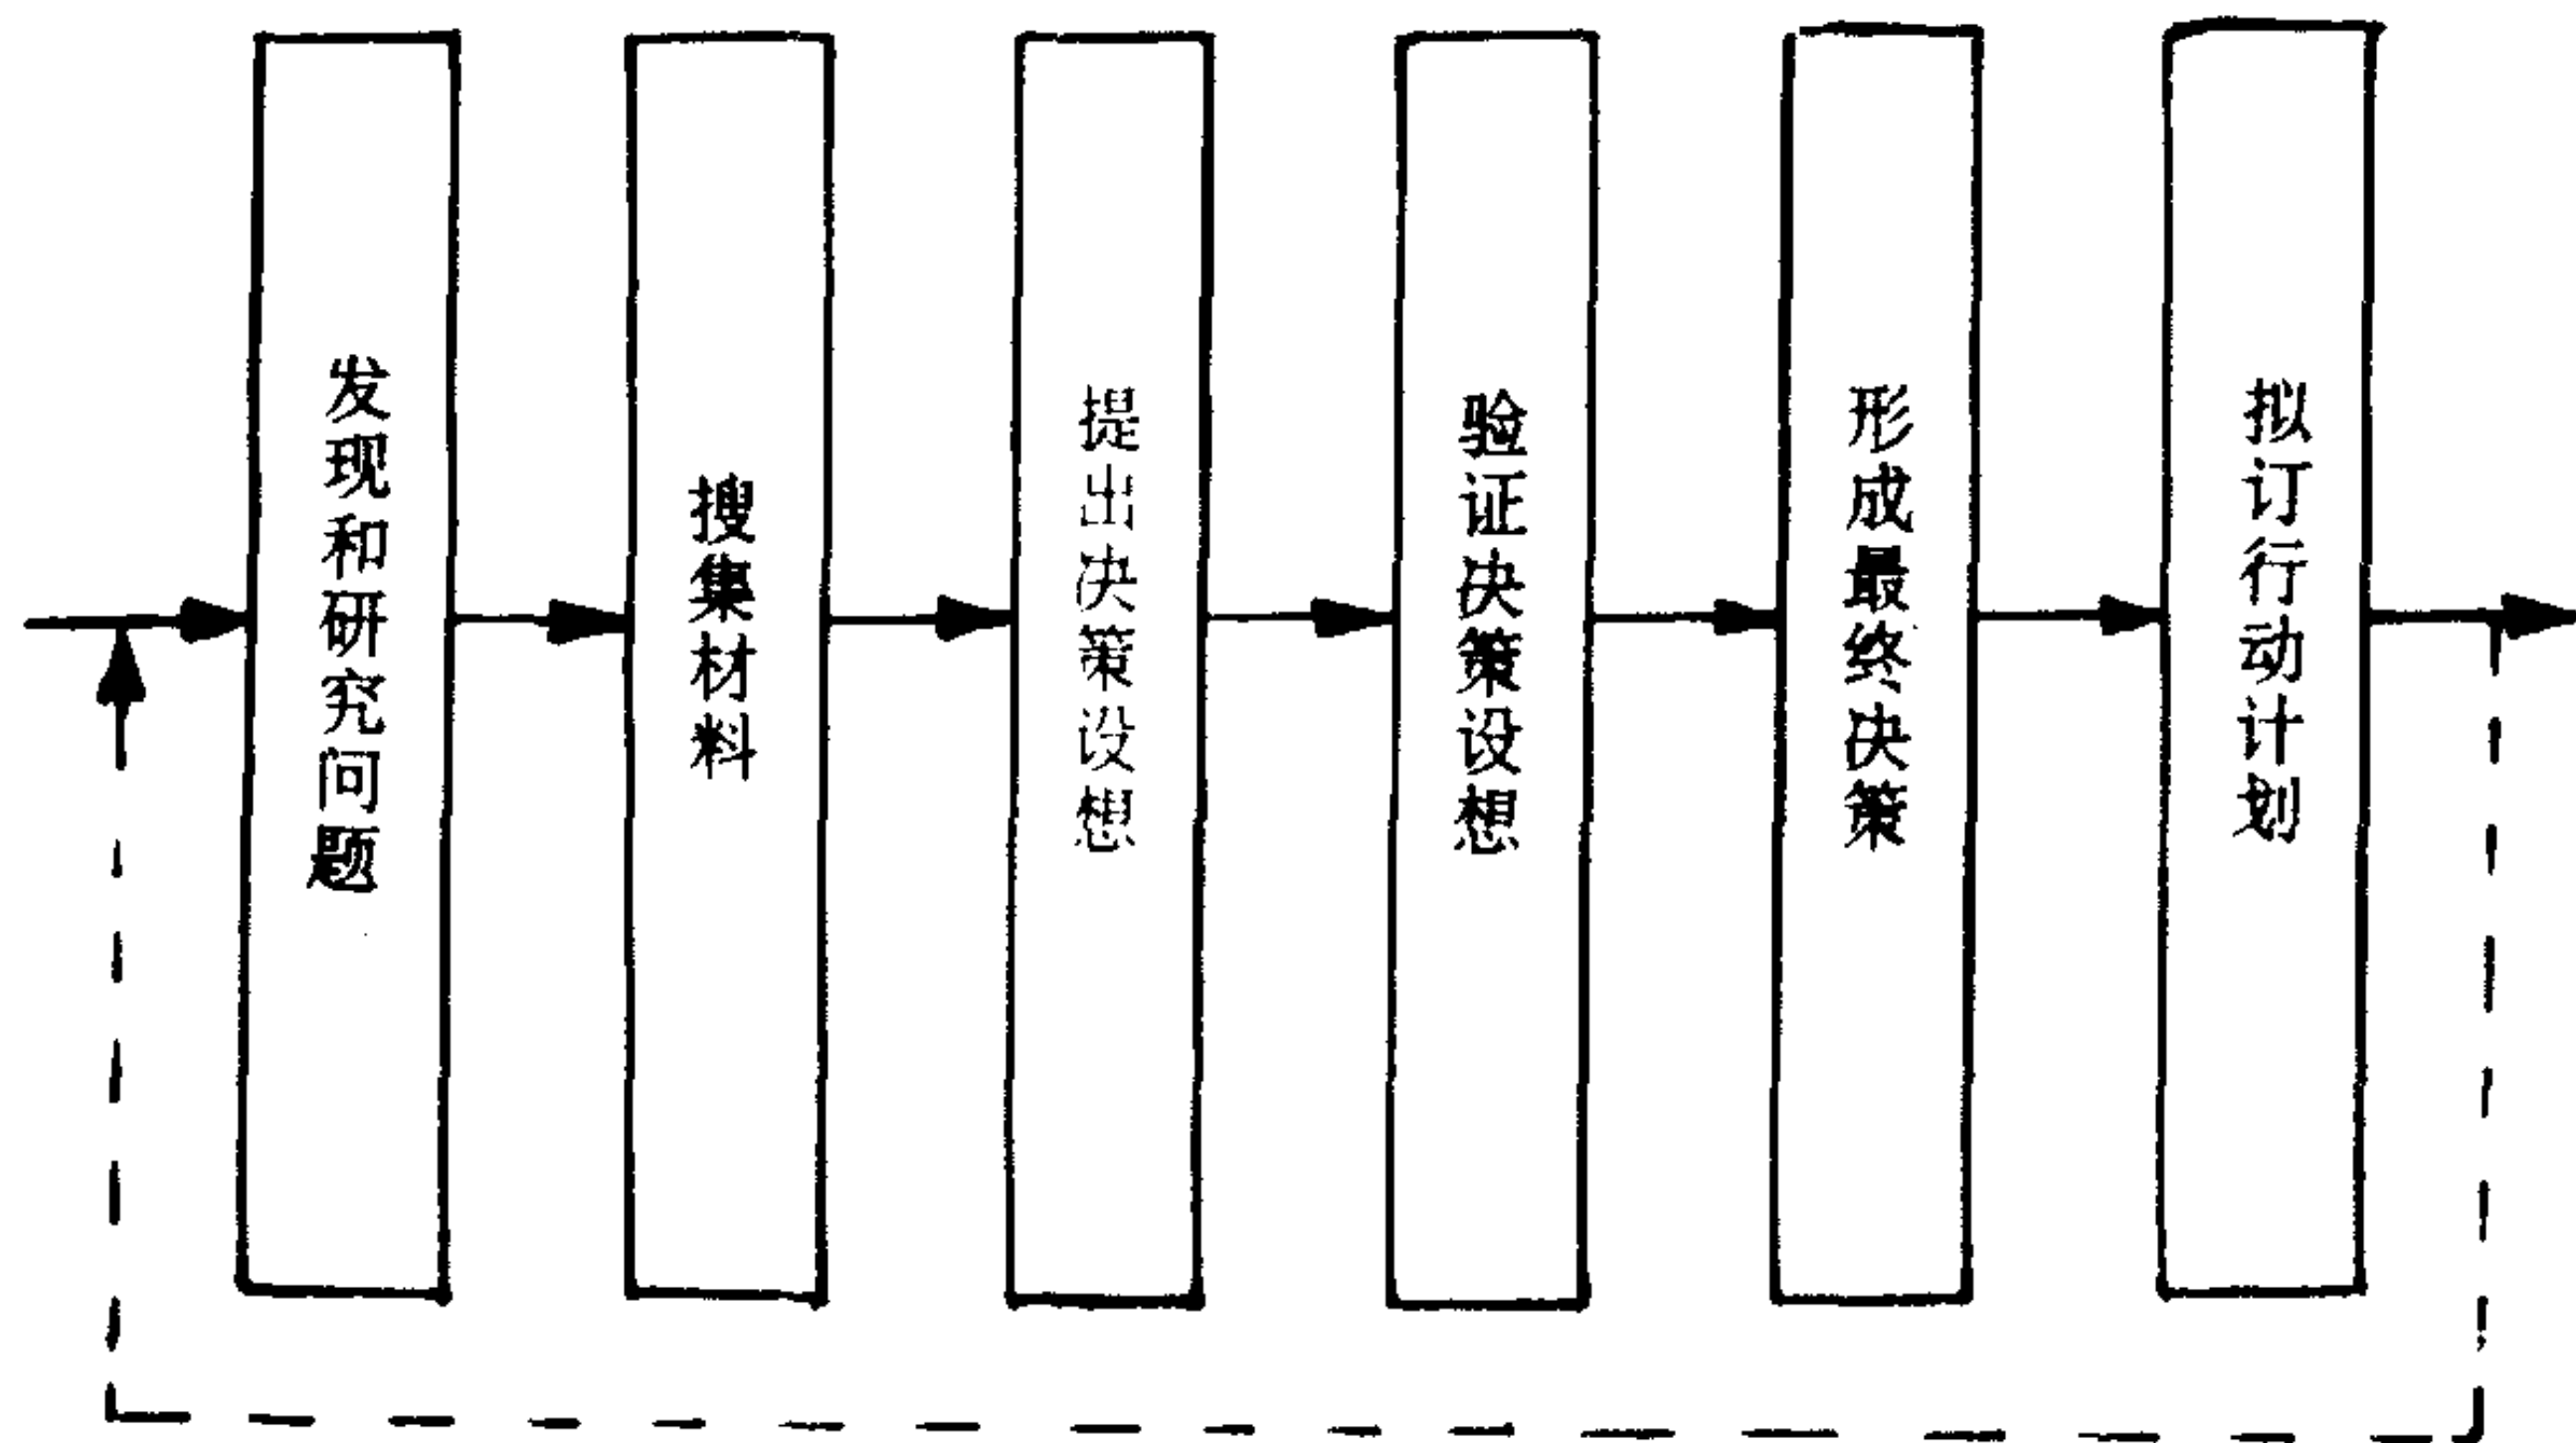 发现和研究问题
搜集材料
提出决策设想
验证决策设想
形成最终决策
拟订行动计划